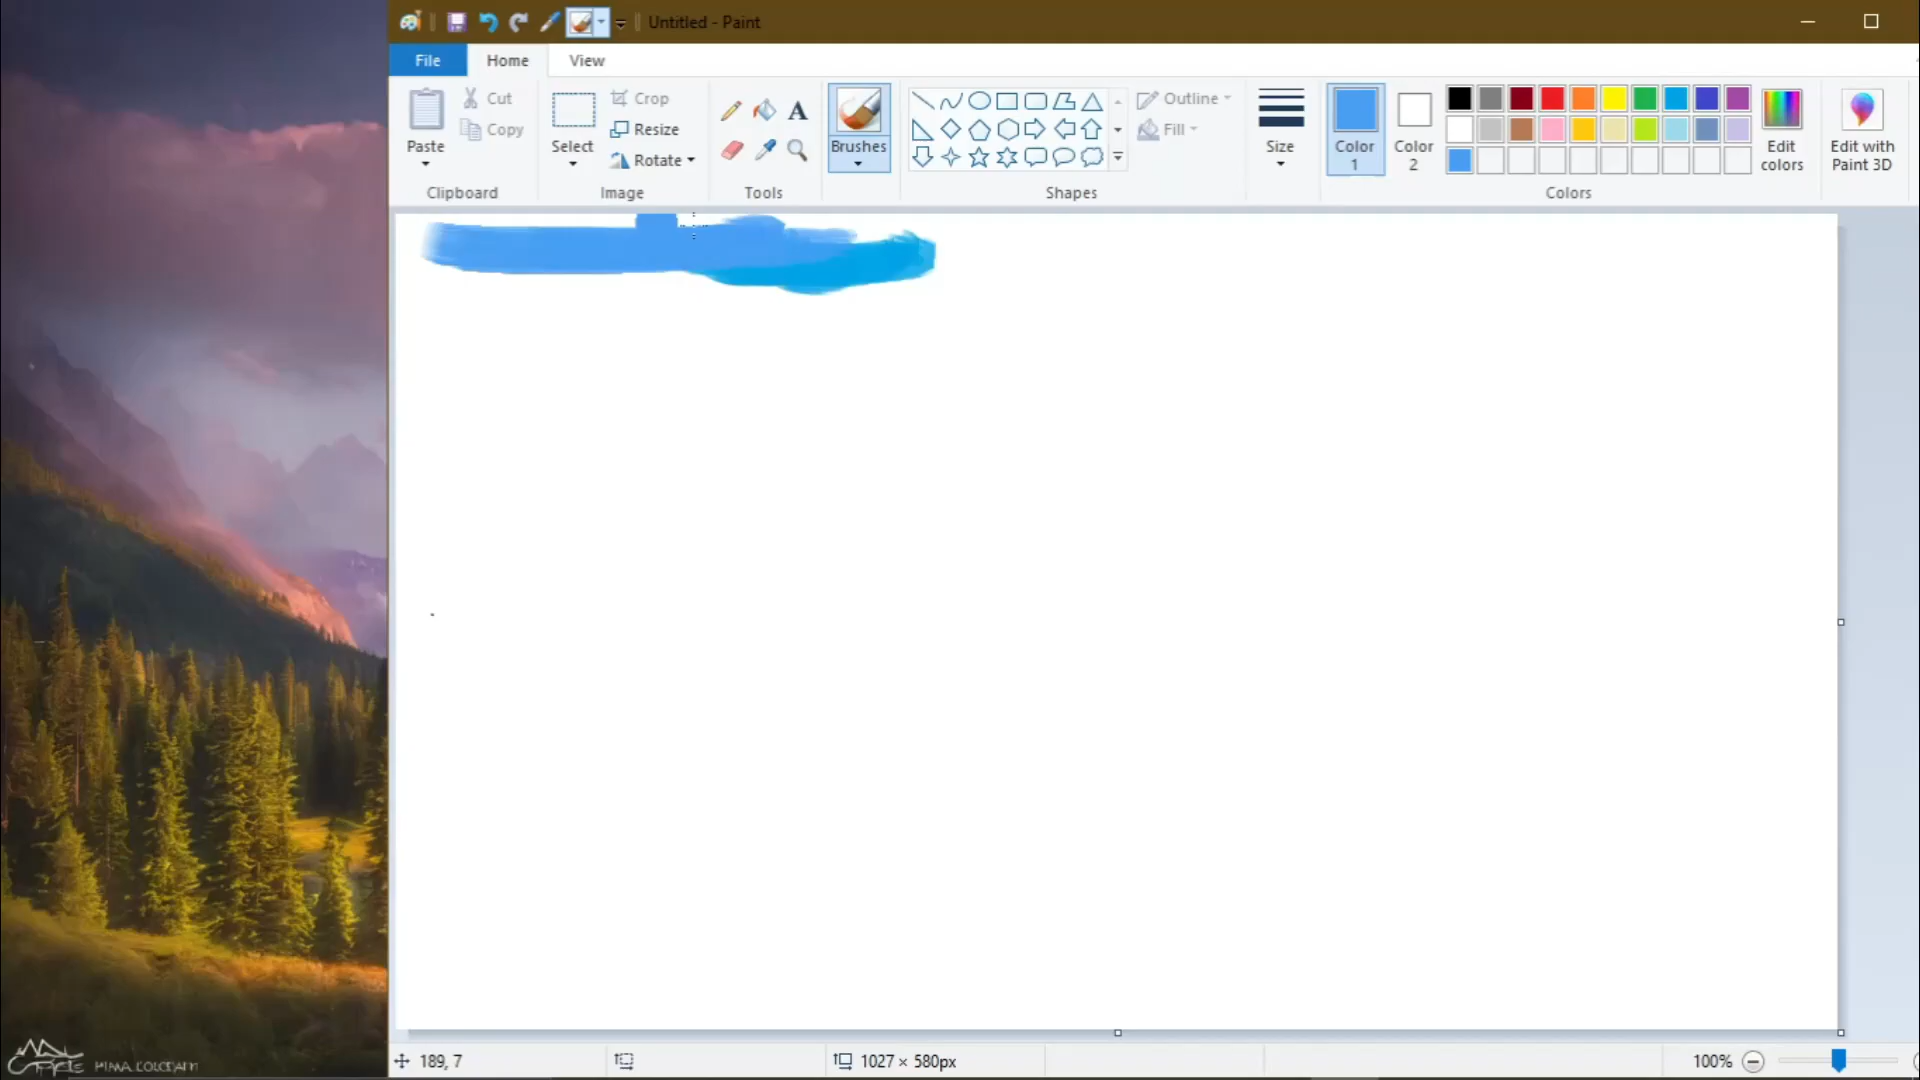 Untitled - Paint
File Home View
Cut
Copy
Paste
Clipboard
Select
Crop
Resize
Rotate
Image
A
Tools
Brushes
Shapes
Outline
Fill
Size
Color 1
Color 2
Edit colors
Colors
Edit with Paint 3D
189, 7
1027 × 580px
100%